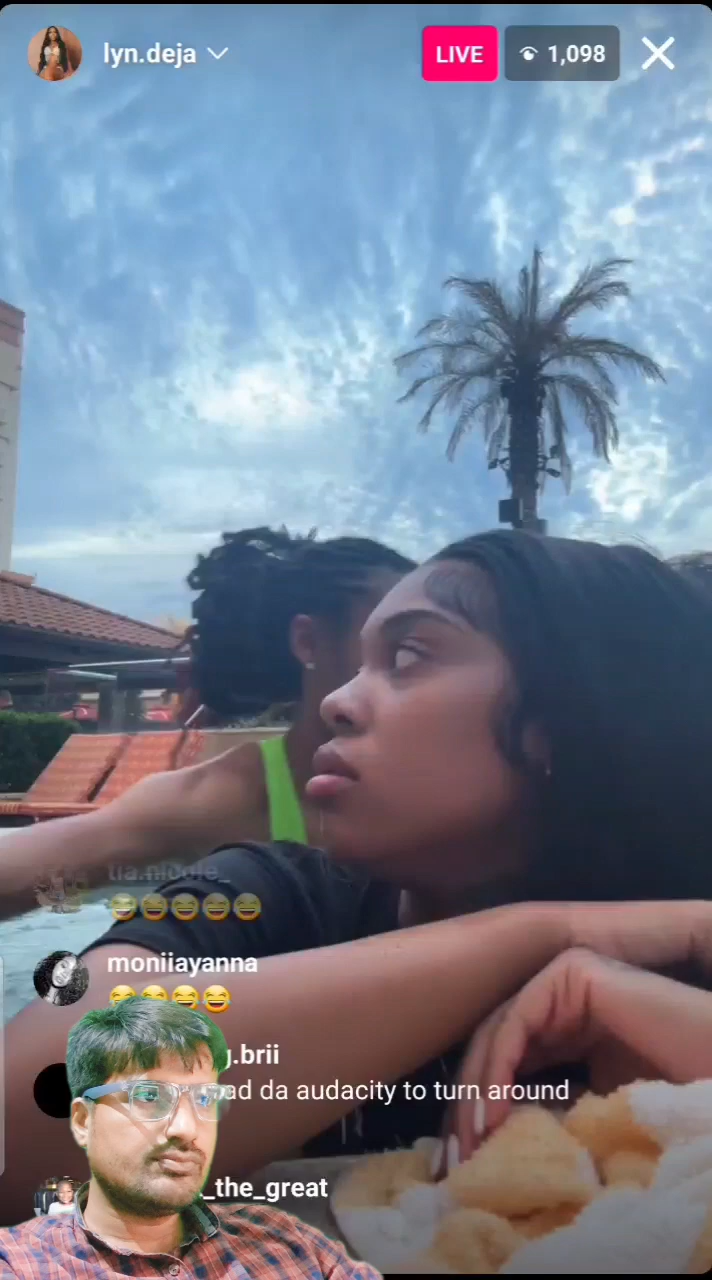 lyn.deja
LIVE
1,098
tia.nicole_
😂😂😂😂😂
moniiayanna
😂😂😂😂
g.brii
ad da audacity to turn around
._the_great